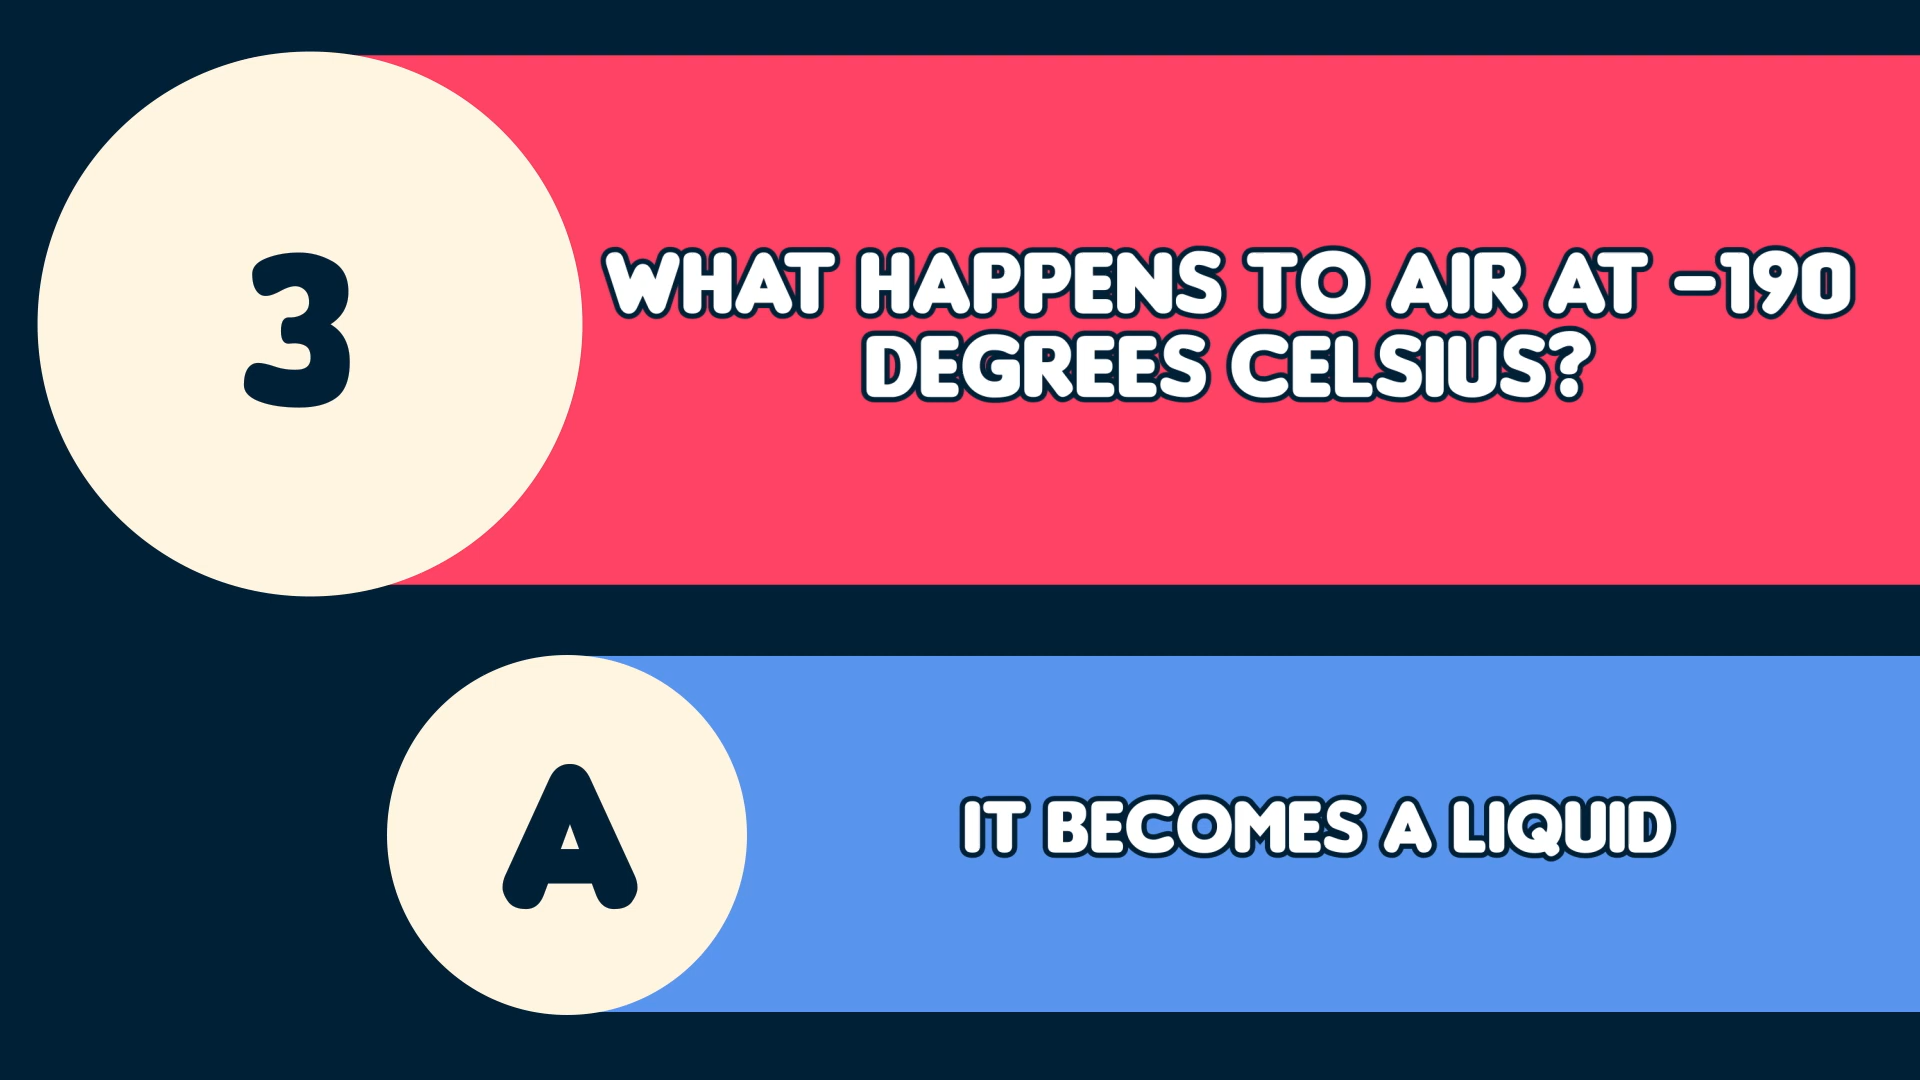 3
WHAT HAPPENS TO AIR AT -190
DEGREES CELSIUS?
A
IT BECOMES A LIQUID